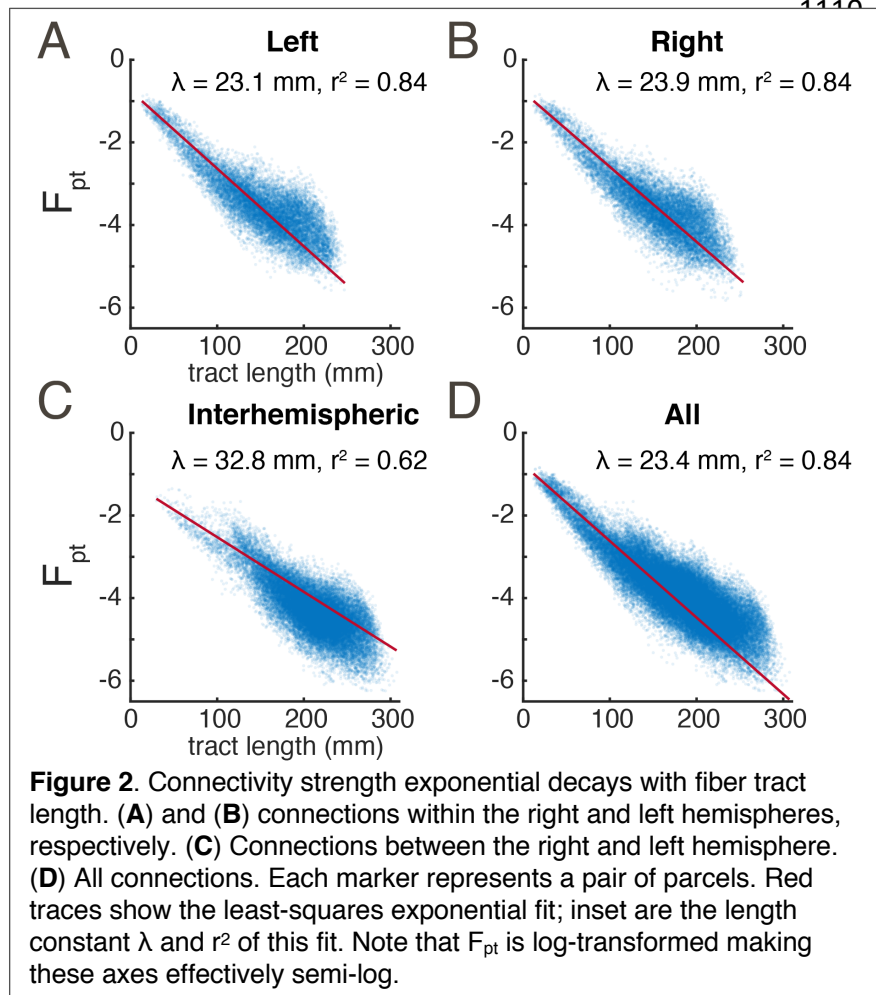 1110
A
Left
B
Right
λ = 23.1 mm, r² = 0.84
λ = 23.9 mm, r² = 0.84
0
-2
-4
-6
F_pt
0 100 200 300
tract length (mm)
0
-2
-4
-6
0 100 200 300
C
Interhemispheric
D
All
λ = 32.8 mm, r² = 0.62
λ = 23.4 mm, r² = 0.84
0
-2
-4
-6
F_pt
0 100 200 300
tract length (mm)
0
-2
-4
-6
0 100 200 300
Figure 2. Connectivity strength exponential decays with fiber tract
length. (A) and (B) connections within the right and left hemispheres,
respectively. (C) Connections between the right and left hemisphere.
(D) All connections. Each marker represents a pair of parcels. Red
traces show the least-squares exponential fit; inset are the length
constant λ and r² of this fit. Note that F_pt is log-transformed making
these axes effectively semi-log.